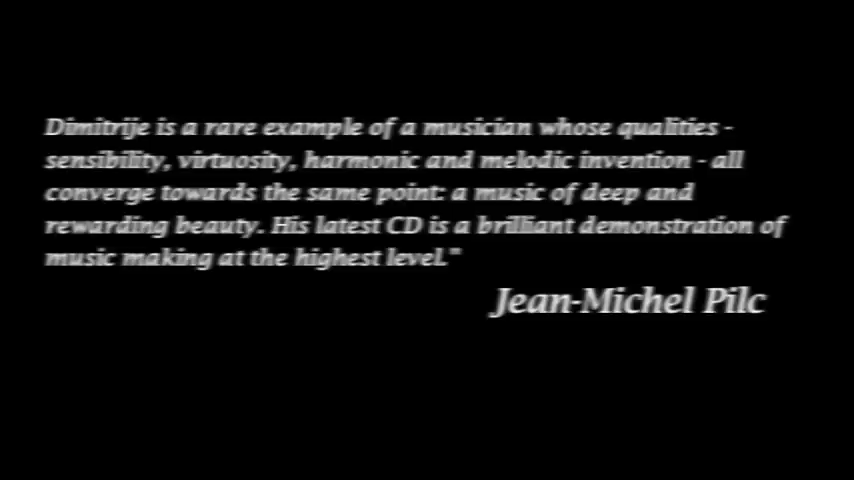 Dimitrije is a rare example of a musician whose qualities -
sensibility, virtuosity, harmonic and melodic invention - all
converge towards the same point: a music of deep and
rewarding beauty. His latest CD is a brilliant demonstration of
music making at the highest level."
Jean-Michel Pilc